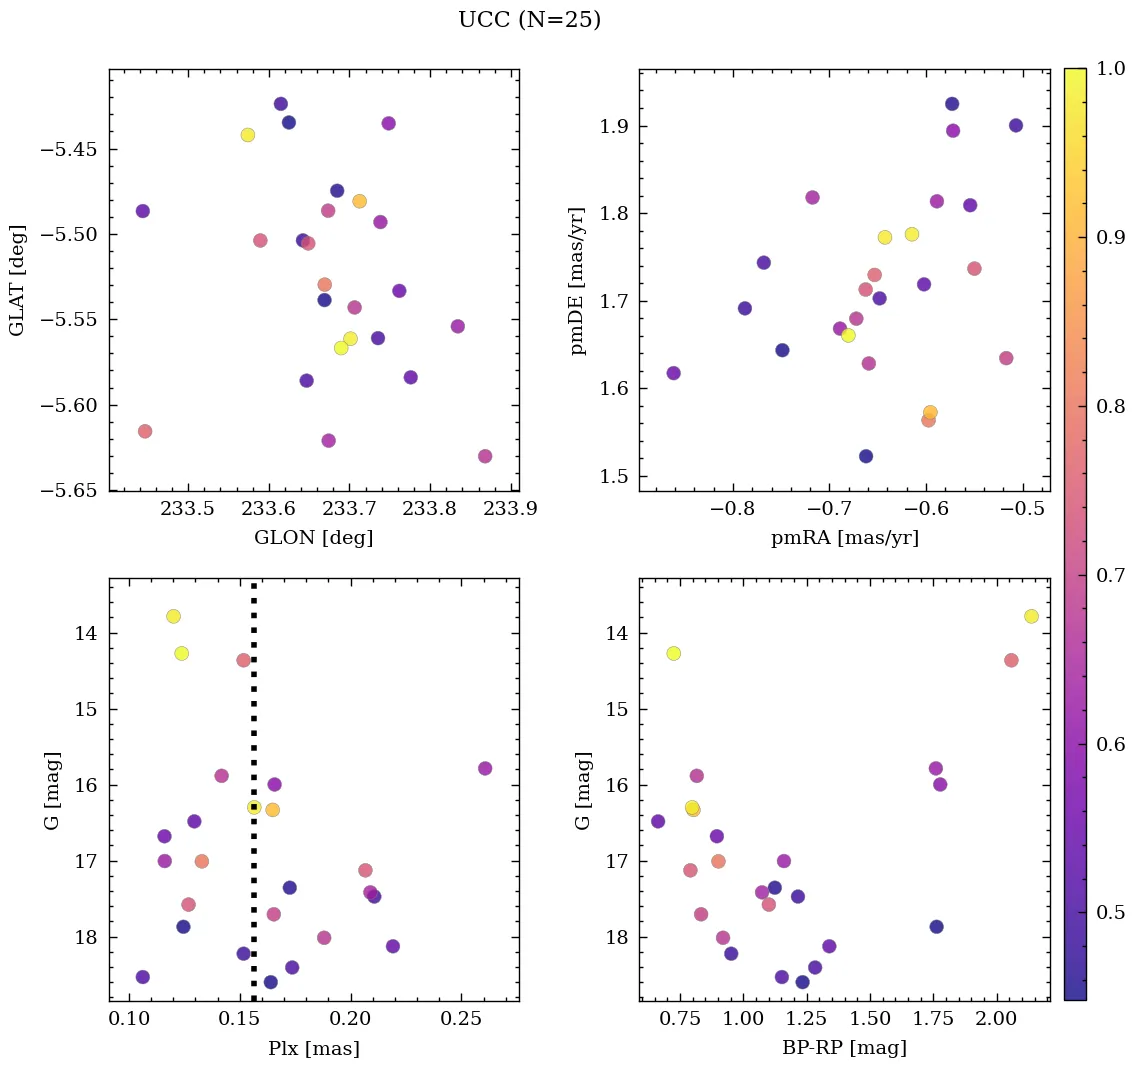 UCC (N=25)
−5.45
−5.50
−5.55
−5.60
−5.65
GLAT [deg]
233.5 233.6 233.7 233.8 233.9
GLON [deg]
1.9
1.8
1.7
1.6
1.5
pmDE [mas/yr]
−0.8 −0.7 −0.6 −0.5
pmRA [mas/yr]
14
15
16
17
18
G [mag]
0.10 0.15 0.20 0.25
Plx [mas]
14
15
16
17
18
G [mag]
0.75 1.00 1.25 1.50 1.75 2.00
BP-RP [mag]
1.0
0.9
0.8
0.7
0.6
0.5